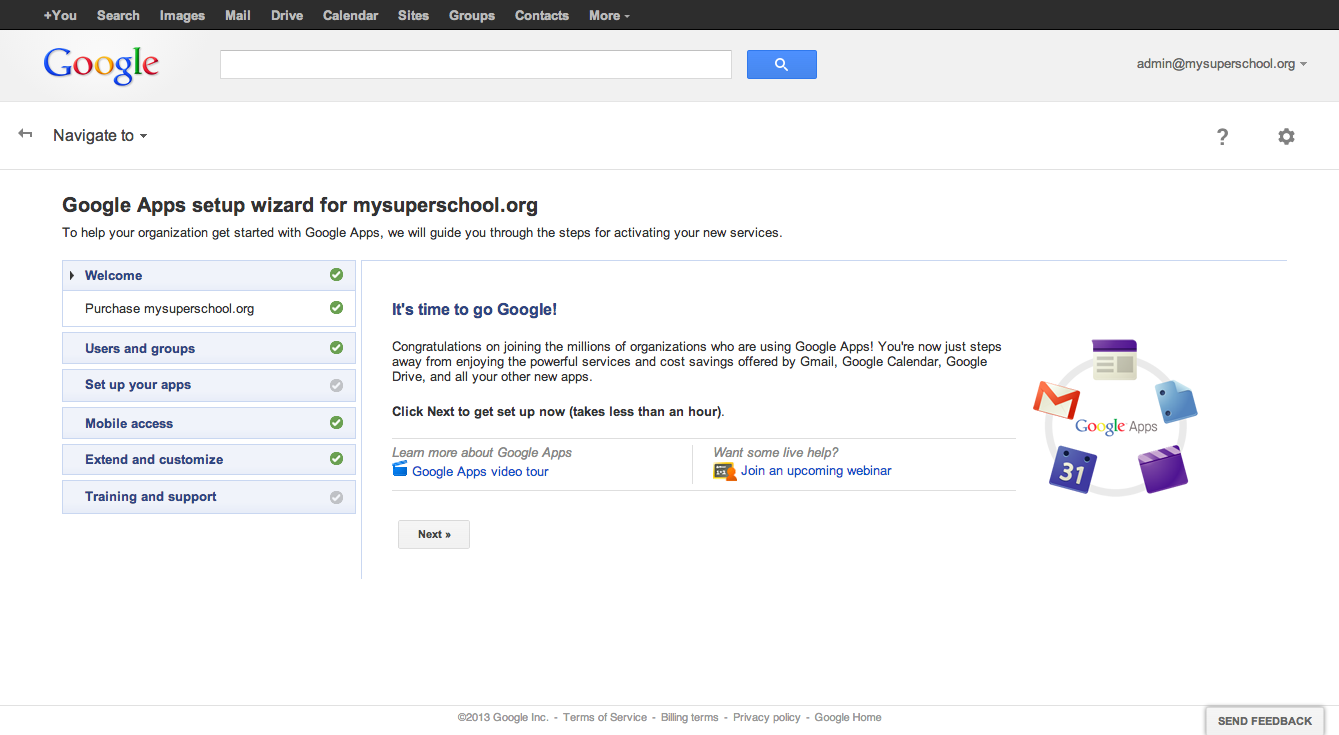 +You Search Images Mail Drive Calendar Sites Groups Contacts More
Google
admin@mysuperschool.org
Navigate to
?
Google Apps setup wizard for mysuperschool.org
To help your organization get started with Google Apps, we will guide you through the steps for activating your new services.
Welcome
Purchase mysuperschool.org
Users and groups
Set up your apps
Mobile access
Extend and customize
Training and support
It's time to go Google!
Congratulations on joining the millions of organizations who are using Google Apps! You're now just steps
away from enjoying the powerful services and cost savings offered by Gmail, Google Calendar, Google
Drive, and all your other new apps.
Click Next to get set up now (takes less than an hour).
Learn more about Google Apps
Google Apps video tour
Want some live help?
Join an upcoming webinar
Next »
Google Apps
31
©2013 Google Inc. - Terms of Service - Billing terms - Privacy policy - Google Home
SEND FEEDBACK